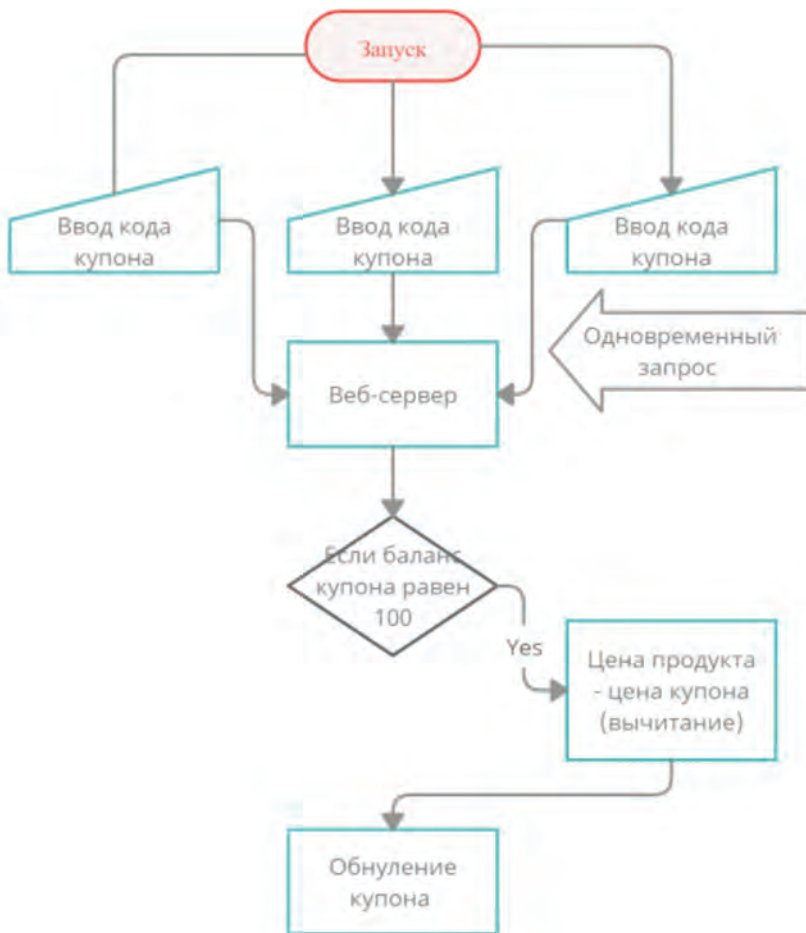 Запуск
Ввод кода
купона
Ввод кода
купона
Ввод кода
купона
Одновременный
запрос
Веб-сервер
Если баланс
купона равен
100
Yes
Цена продукта
- цена купона
(вычитание)
Обнуление
купона